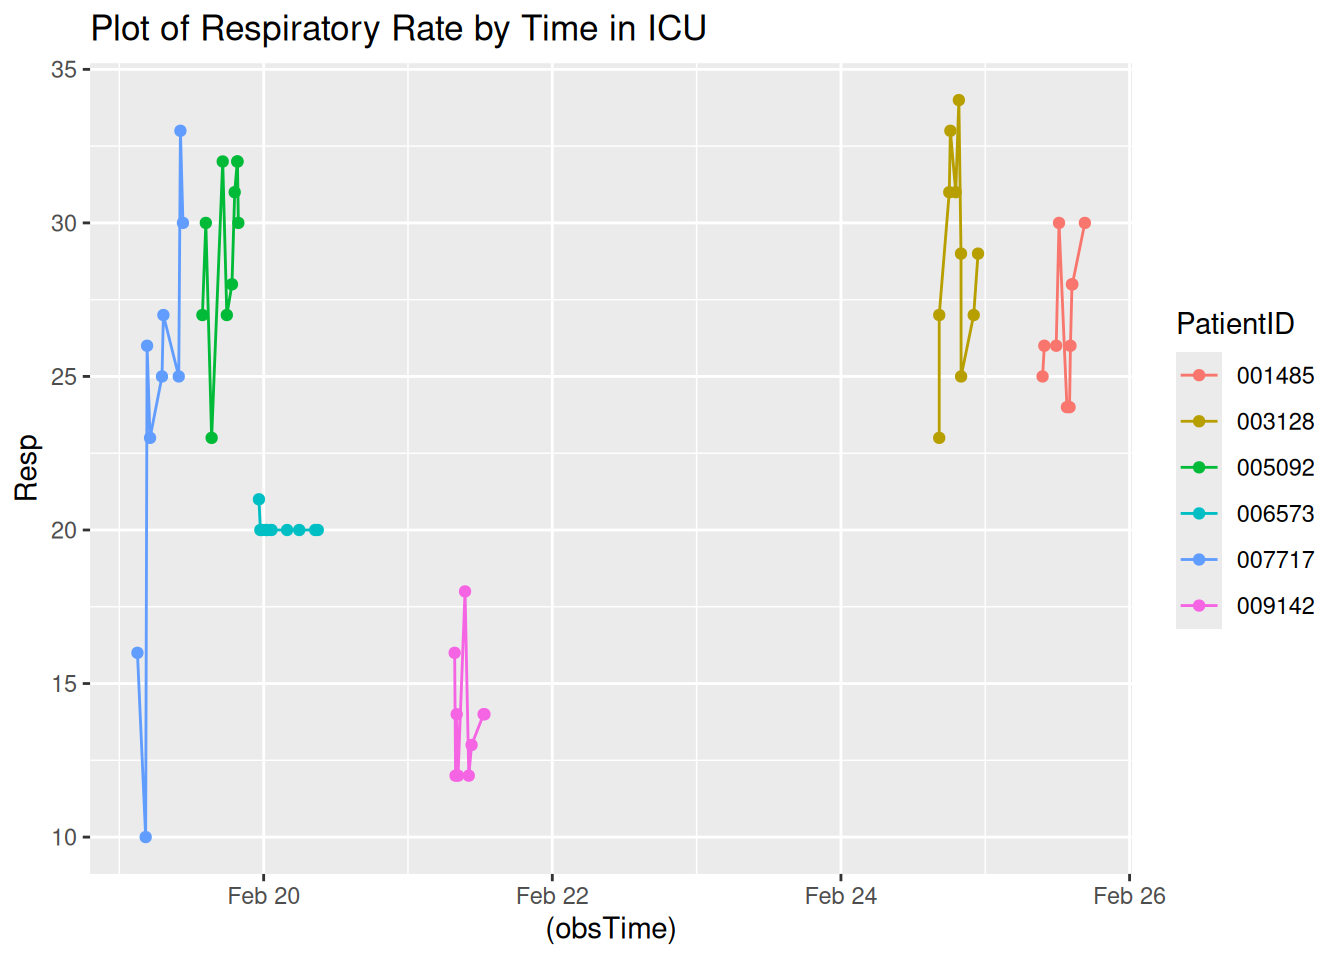 Plot of Respiratory Rate by Time in ICU
35
30
25
20
15
10
Resp
Feb 20
Feb 22
Feb 24
Feb 26
(obsTime)
PatientID
001485
003128
005092
006573
007717
009142